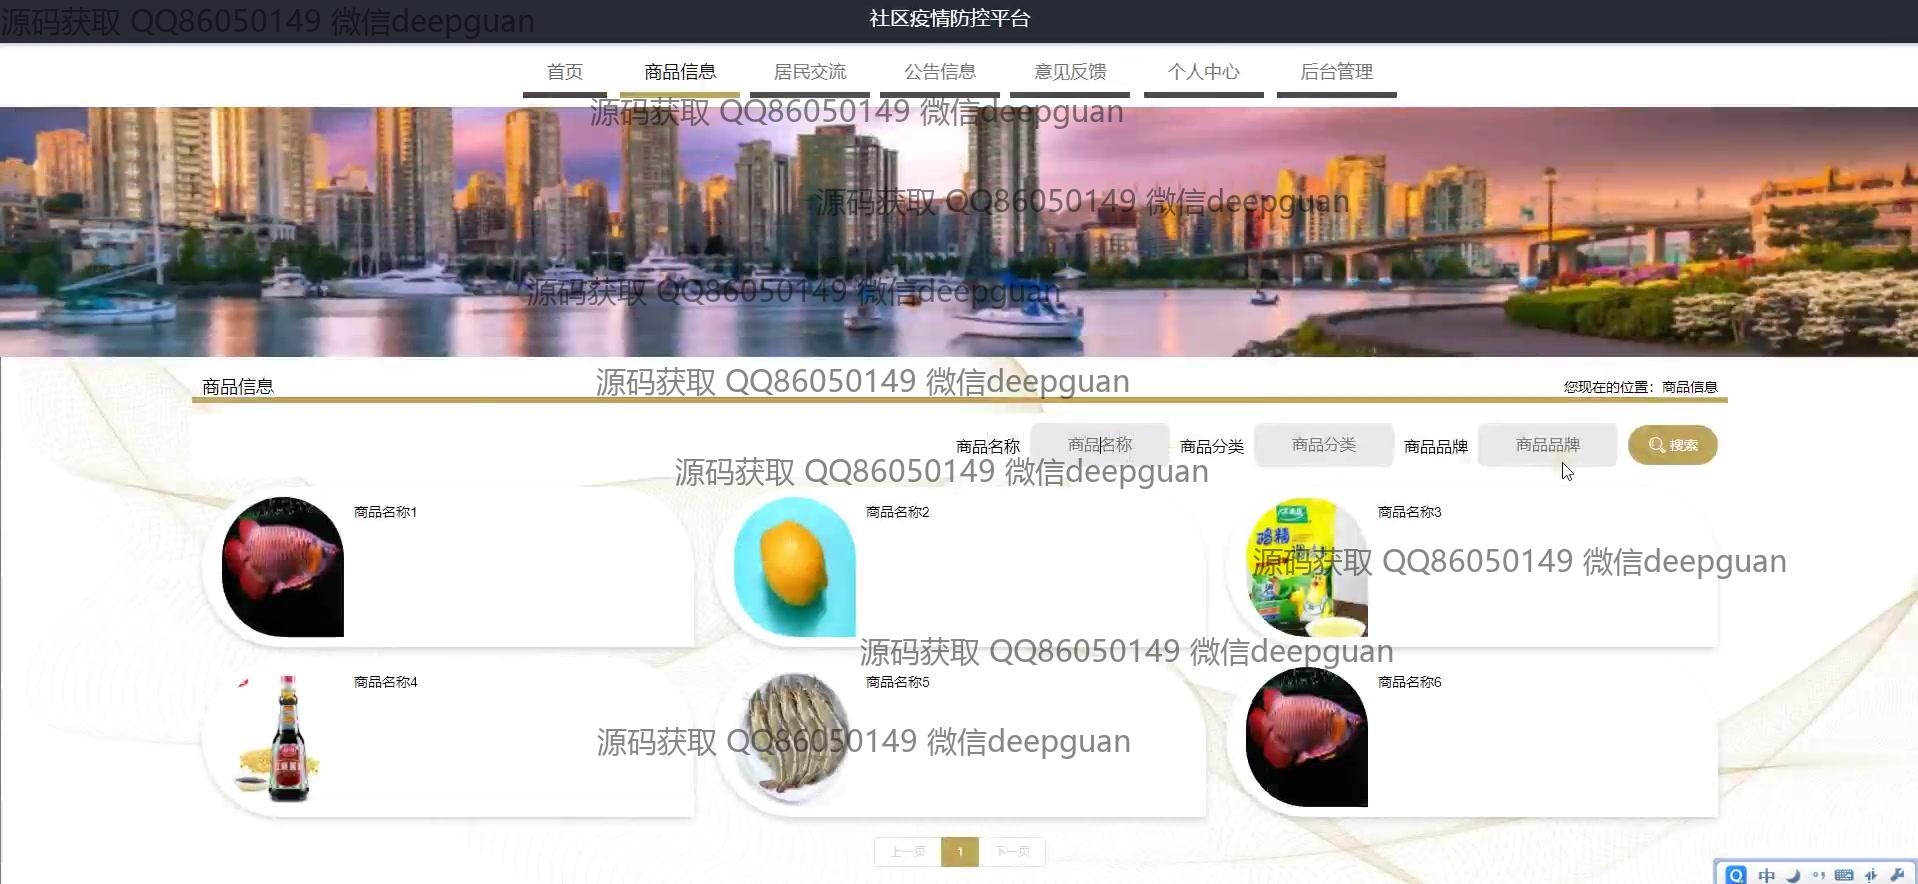 源码获取 QQ86050149 微信deepguan
社区疫情防控平台
首页 商品信息 居民交流 公告信息 意见反馈 个人中心 后台管理
源码获取 QQ86050149 微信deepguan
源码获取 QQ86050149 微信deepguan
源码获取 QQ86050149 微信deepguan
源码获取 QQ86050149 微信deepguan
商品信息 您现在的位置：商品信息
商品名称 商品名称 商品分类 商品分类 商品品牌 商品品牌 搜索
源码获取 QQ86050149 微信deepguan
商品名称1 商品名称2 商品名称3
鸡精
源码获取 QQ86050149 微信deepguan
源码获取 QQ86050149 微信deepguan
商品名称4 商品名称5 商品名称6
源码获取 QQ86050149 微信deepguan
上一页 1 下一页
中